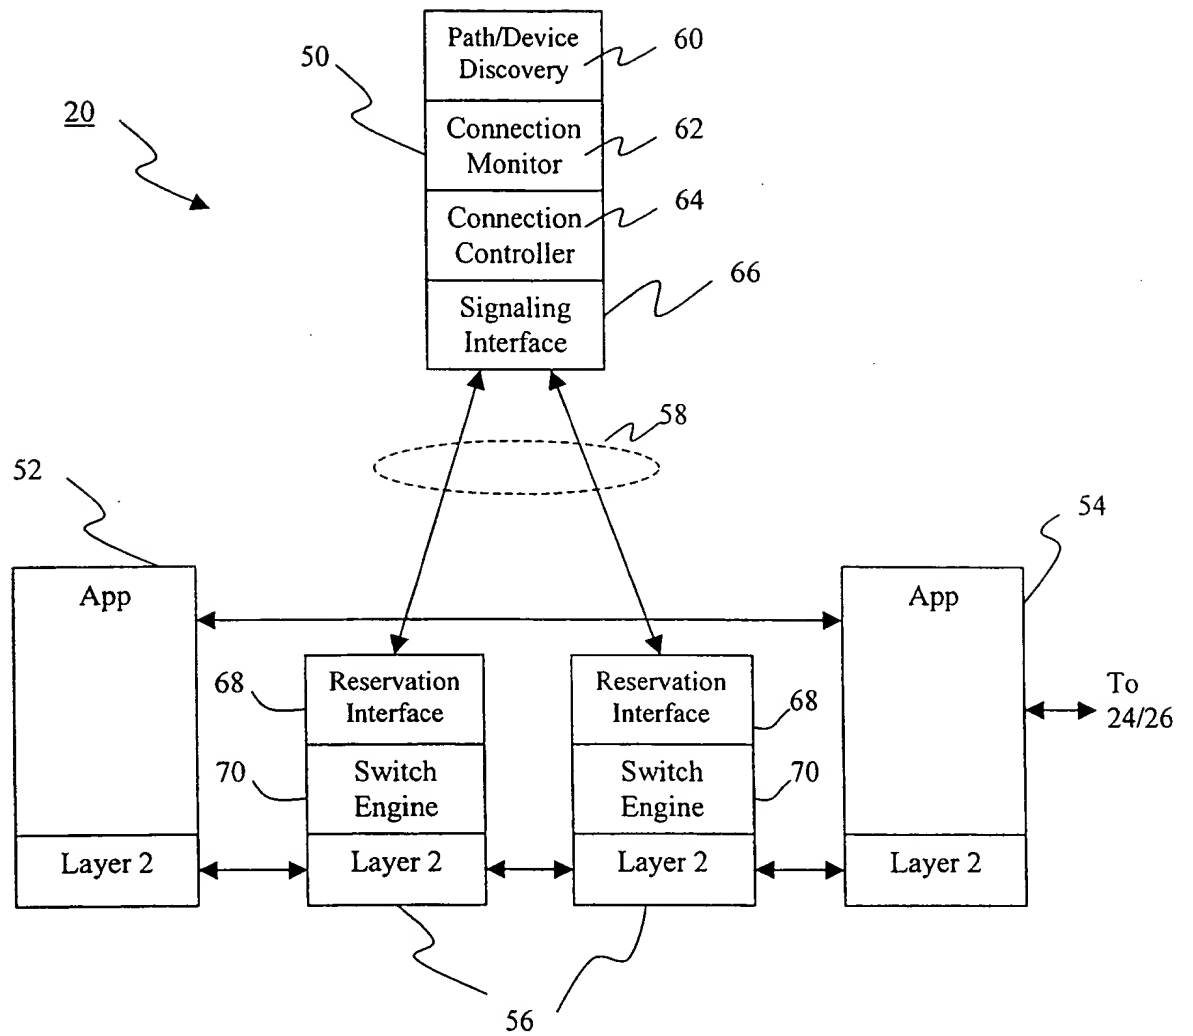 Path/Device
Discovery
60
50
20
Connection
Monitor
62
Connection
Controller
64
Signaling
Interface
66
58
52
54
App
App
Reservation
Interface
68
Reservation
Interface
68
To
24/26
Switch
Engine
70
Switch
Engine
70
Layer 2
Layer 2
Layer 2
Layer 2
56